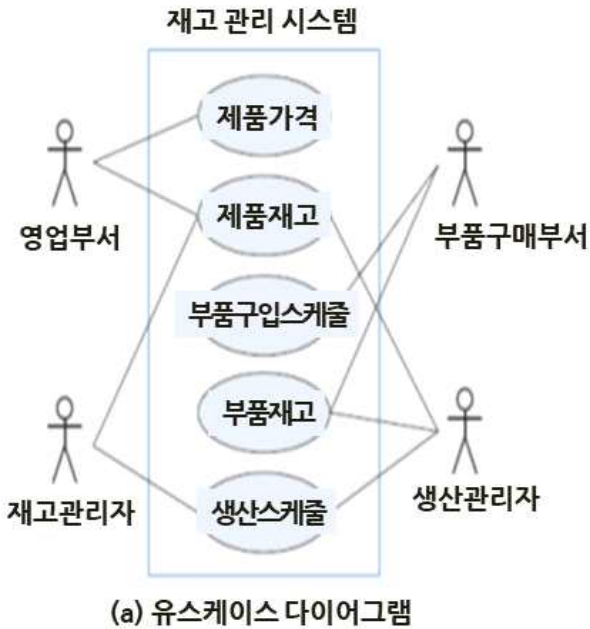 재고 관리 시스템
제품가격
영업부서
제품재고
부품구매부서
부품구입스케줄
부품재고
재고관리자
생산스케줄
생산관리자
(a) 유스케이스 다이어그램